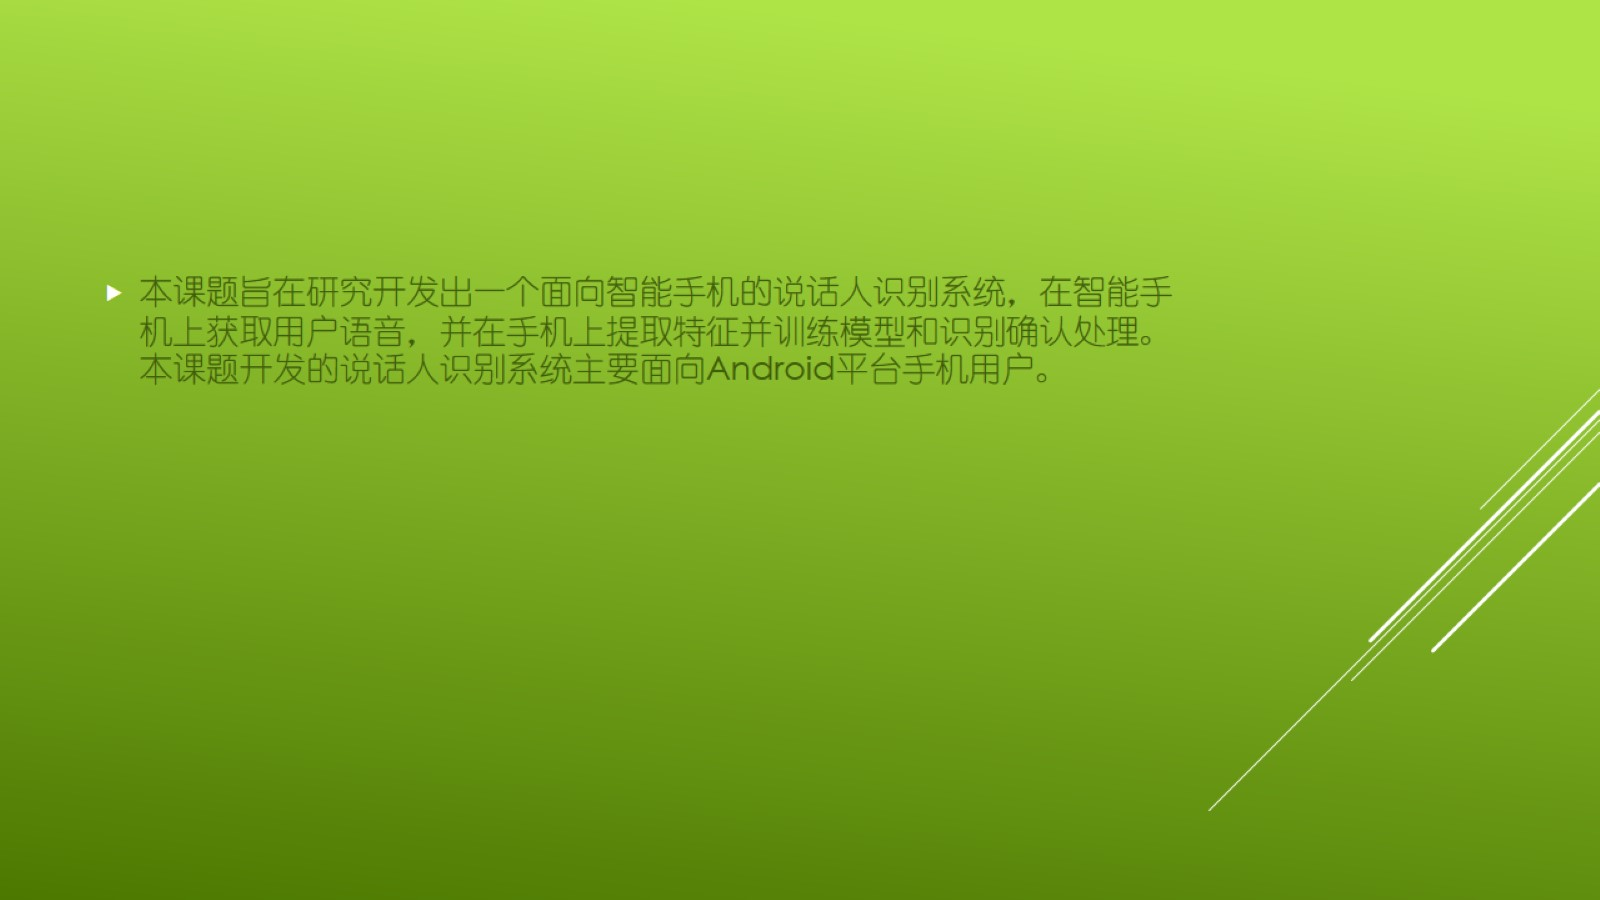 本课题旨在研究开发出一个面向智能手机的说话人识别系统，在智能手
机上获取用户语音，并在手机上提取特征并训练模型和识别确认处理。
本课题开发的说话人识别系统主要面向Android平台手机用户。